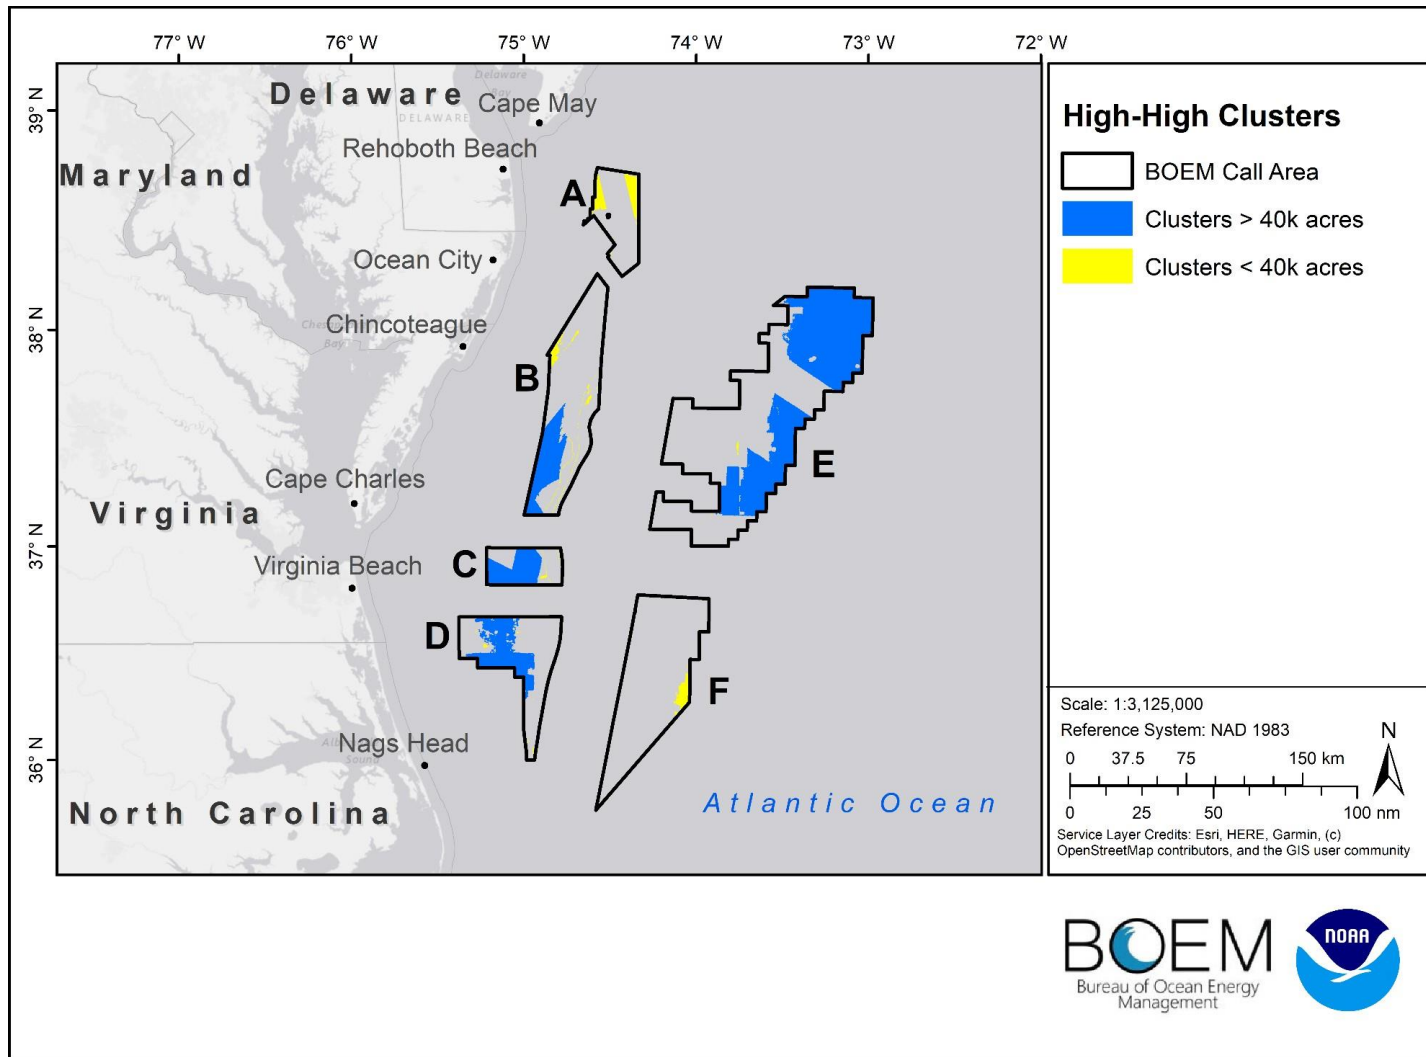 77° W
76° W
75° W
74° W
73° W
72° W
39° N
38° N
37° N
36° N
Delaware
Delaware
Bay
DELAWARE
Cape May
Rehoboth Beach
Maryland
A
Ocean City
Chincoteague
B
E
Cape Charles
Virginia
C
Virginia Beach
D
F
Nags Head
Sound
North Carolina
Atlantic Ocean
High-High Clusters
BOEM Call Area
Clusters > 40k acres
Clusters < 40k acres
Scale: 1:3,125,000
Reference System: NAD 1983
N
0 37.5 75 150 km
0 25 50 100 nm
Service Layer Credits: Esri, HERE, Garmin, (c)
OpenStreetMap contributors, and the GIS user community
BOEM
Bureau of Ocean Energy
Management
NOAA